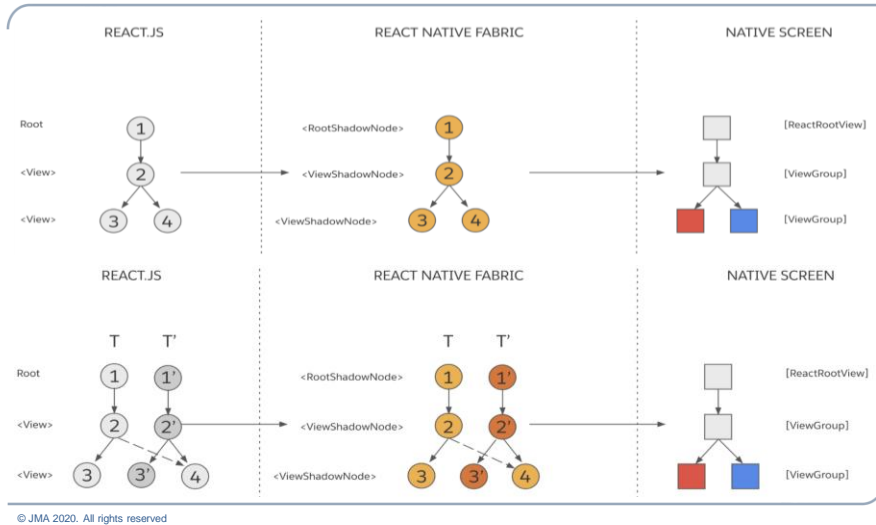 REACT.JS REACT NATIVE FABRIC NATIVE SCREEN
Root 1 <RootShadowNode> 1 [ReactRootView]
<View> 2 <ViewShadowNode> 2 [ViewGroup]
<View> 3 4 <ViewShadowNode> 3 4 [ViewGroup]
REACT.JS REACT NATIVE FABRIC NATIVE SCREEN
T T' T T'
Root 1 1' <RootShadowNode> 1 1' [ReactRootView]
<View> 2 2' <ViewShadowNode> 2 2' [ViewGroup]
<View> 3 3' 4 <ViewShadowNode> 3 3' 4 [ViewGroup]
© JMA 2020. All rights reserved